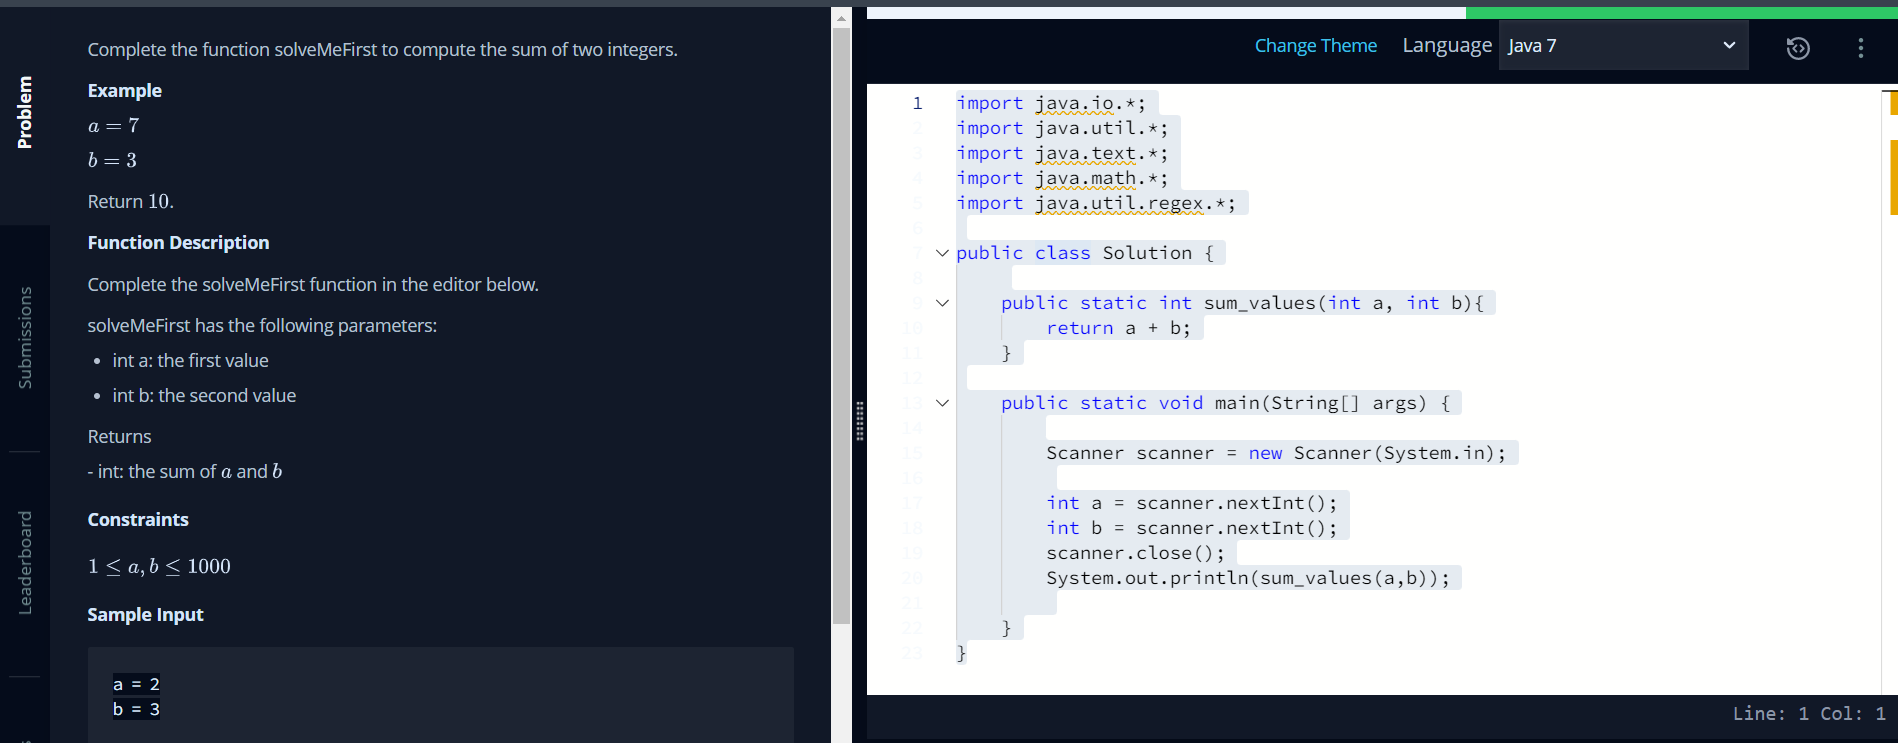 Problem
Submissions
Leaderboard
Complete the function solveMeFirst to compute the sum of two integers.
Example
a = 7
b = 3
Return 10.
Function Description
Complete the solveMeFirst function in the editor below.
solveMeFirst has the following parameters:
• int a: the first value
• int b: the second value
Returns
- int: the sum of a and b
Constraints
1 ≤ a, b ≤ 1000
Sample Input
a = 2
b = 3
Change Theme Language Java 7
1 import java.io.*;
2 import java.util.*;
3 import java.text.*;
4 import java.math.*;
5 import java.util.regex.*;
6
7 public class Solution {
8
9 public static int sum_values(int a, int b){
10 return a + b;
11 }
12
13 public static void main(String[] args) {
14
15 Scanner scanner = new Scanner(System.in);
16
17 int a = scanner.nextInt();
18 int b = scanner.nextInt();
19 scanner.close();
20 System.out.println(sum_values(a,b));
21
22 }
23 }
Line: 1 Col: 1